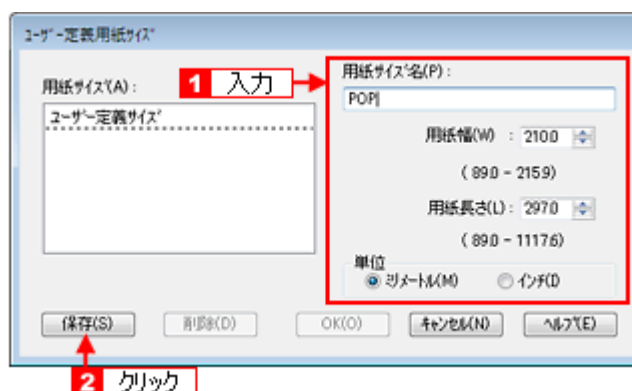 ユーザー定義用紙サイズ
用紙サイズ(A) :
ユーザー定義サイズ
1 入力
用紙サイズ名(P) :
POP
用紙幅(W) : 210.0
( 89.0 - 215.9)
用紙長さ(L) : 297.0
( 89.0 - 1117.6)
単位
ミリメートル(M) インチ(I)
保存(S) 削除(D) OK(O) キャンセル(N) ヘルプ(E)
2 クリック